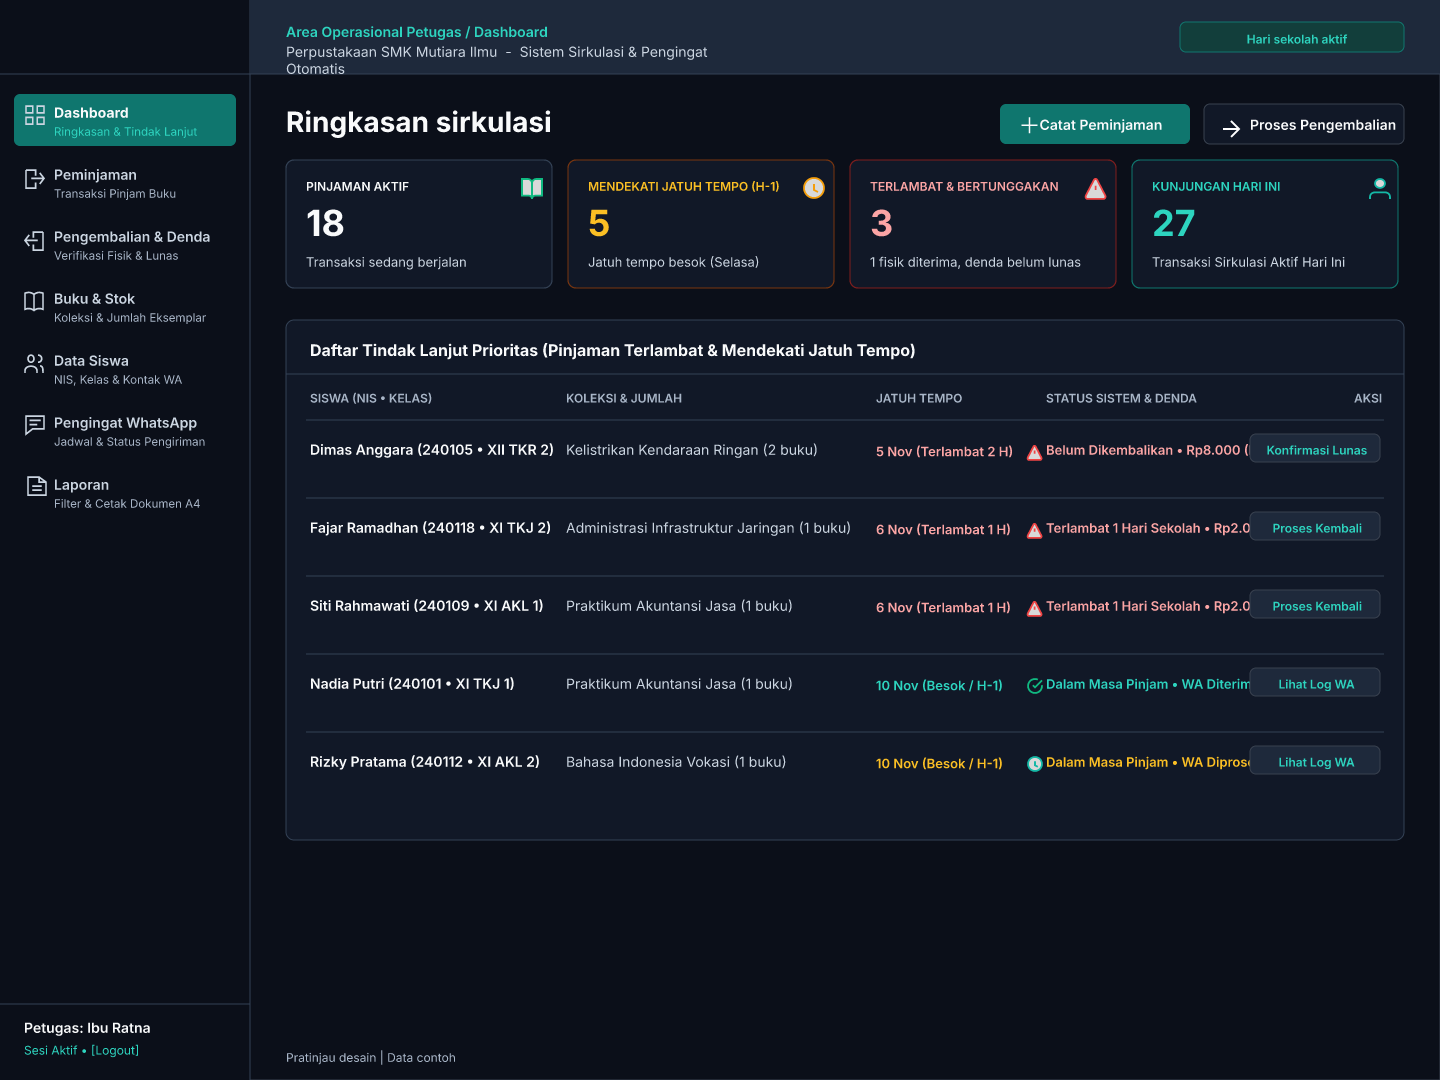 Area Operasional Petugas / Dashboard
Perpustakaan SMK Mutiara Ilmu - Sistem Sirkulasi & Pengingat
Otomatis
Hari sekolah aktif
Dashboard
Ringkasan & Tindak Lanjut
Peminjaman
Transaksi Pinjam Buku
Pengembalian & Denda
Verifikasi Fisik & Lunas
Buku & Stok
Koleksi & Jumlah Eksemplar
Data Siswa
NIS, Kelas & Kontak WA
Pengingat WhatsApp
Jadwal & Status Pengiriman
Laporan
Filter & Cetak Dokumen A4
Petugas: Ibu Ratna
Sesi Aktif • [Logout]
Ringkasan sirkulasi
Catat Peminjaman
Proses Pengembalian
PINJAMAN AKTIF
18
Transaksi sedang berjalan
MENDEKATI JATUH TEMPO (H-1)
5
Jatuh tempo besok (Selasa)
TERLAMBAT & BERTUNGGAKAN
3
1 fisik diterima, denda belum lunas
KUNJUNGAN HARI INI
27
Transaksi Sirkulasi Aktif Hari Ini
Daftar Tindak Lanjut Prioritas (Pinjaman Terlambat & Mendekati Jatuh Tempo)
SISWA (NIS • KELAS) KOLEKSI & JUMLAH JATUH TEMPO STATUS SISTEM & DENDA AKSI
Dimas Anggara (240105 • XII TKR 2) Kelistrikan Kendaraan Ringan (2 buku) 5 Nov (Terlambat 2 H) Belum Dikembalikan • Rp8.000 ( Konfirmasi Lunas
Fajar Ramadhan (240118 • XI TKJ 2) Administrasi Infrastruktur Jaringan (1 buku) 6 Nov (Terlambat 1 H) Terlambat 1 Hari Sekolah • Rp2.0 Proses Kembali
Siti Rahmawati (240109 • XI AKL 1) Praktikum Akuntansi Jasa (1 buku) 6 Nov (Terlambat 1 H) Terlambat 1 Hari Sekolah • Rp2.0 Proses Kembali
Nadia Putri (240101 • XI TKJ 1) Praktikum Akuntansi Jasa (1 buku) 10 Nov (Besok / H-1) Dalam Masa Pinjam • WA Diterim Lihat Log WA
Rizky Pratama (240112 • XI AKL 2) Bahasa Indonesia Vokasi (1 buku) 10 Nov (Besok / H-1) Dalam Masa Pinjam • WA Dipros Lihat Log WA
Pratinjau desain | Data contoh